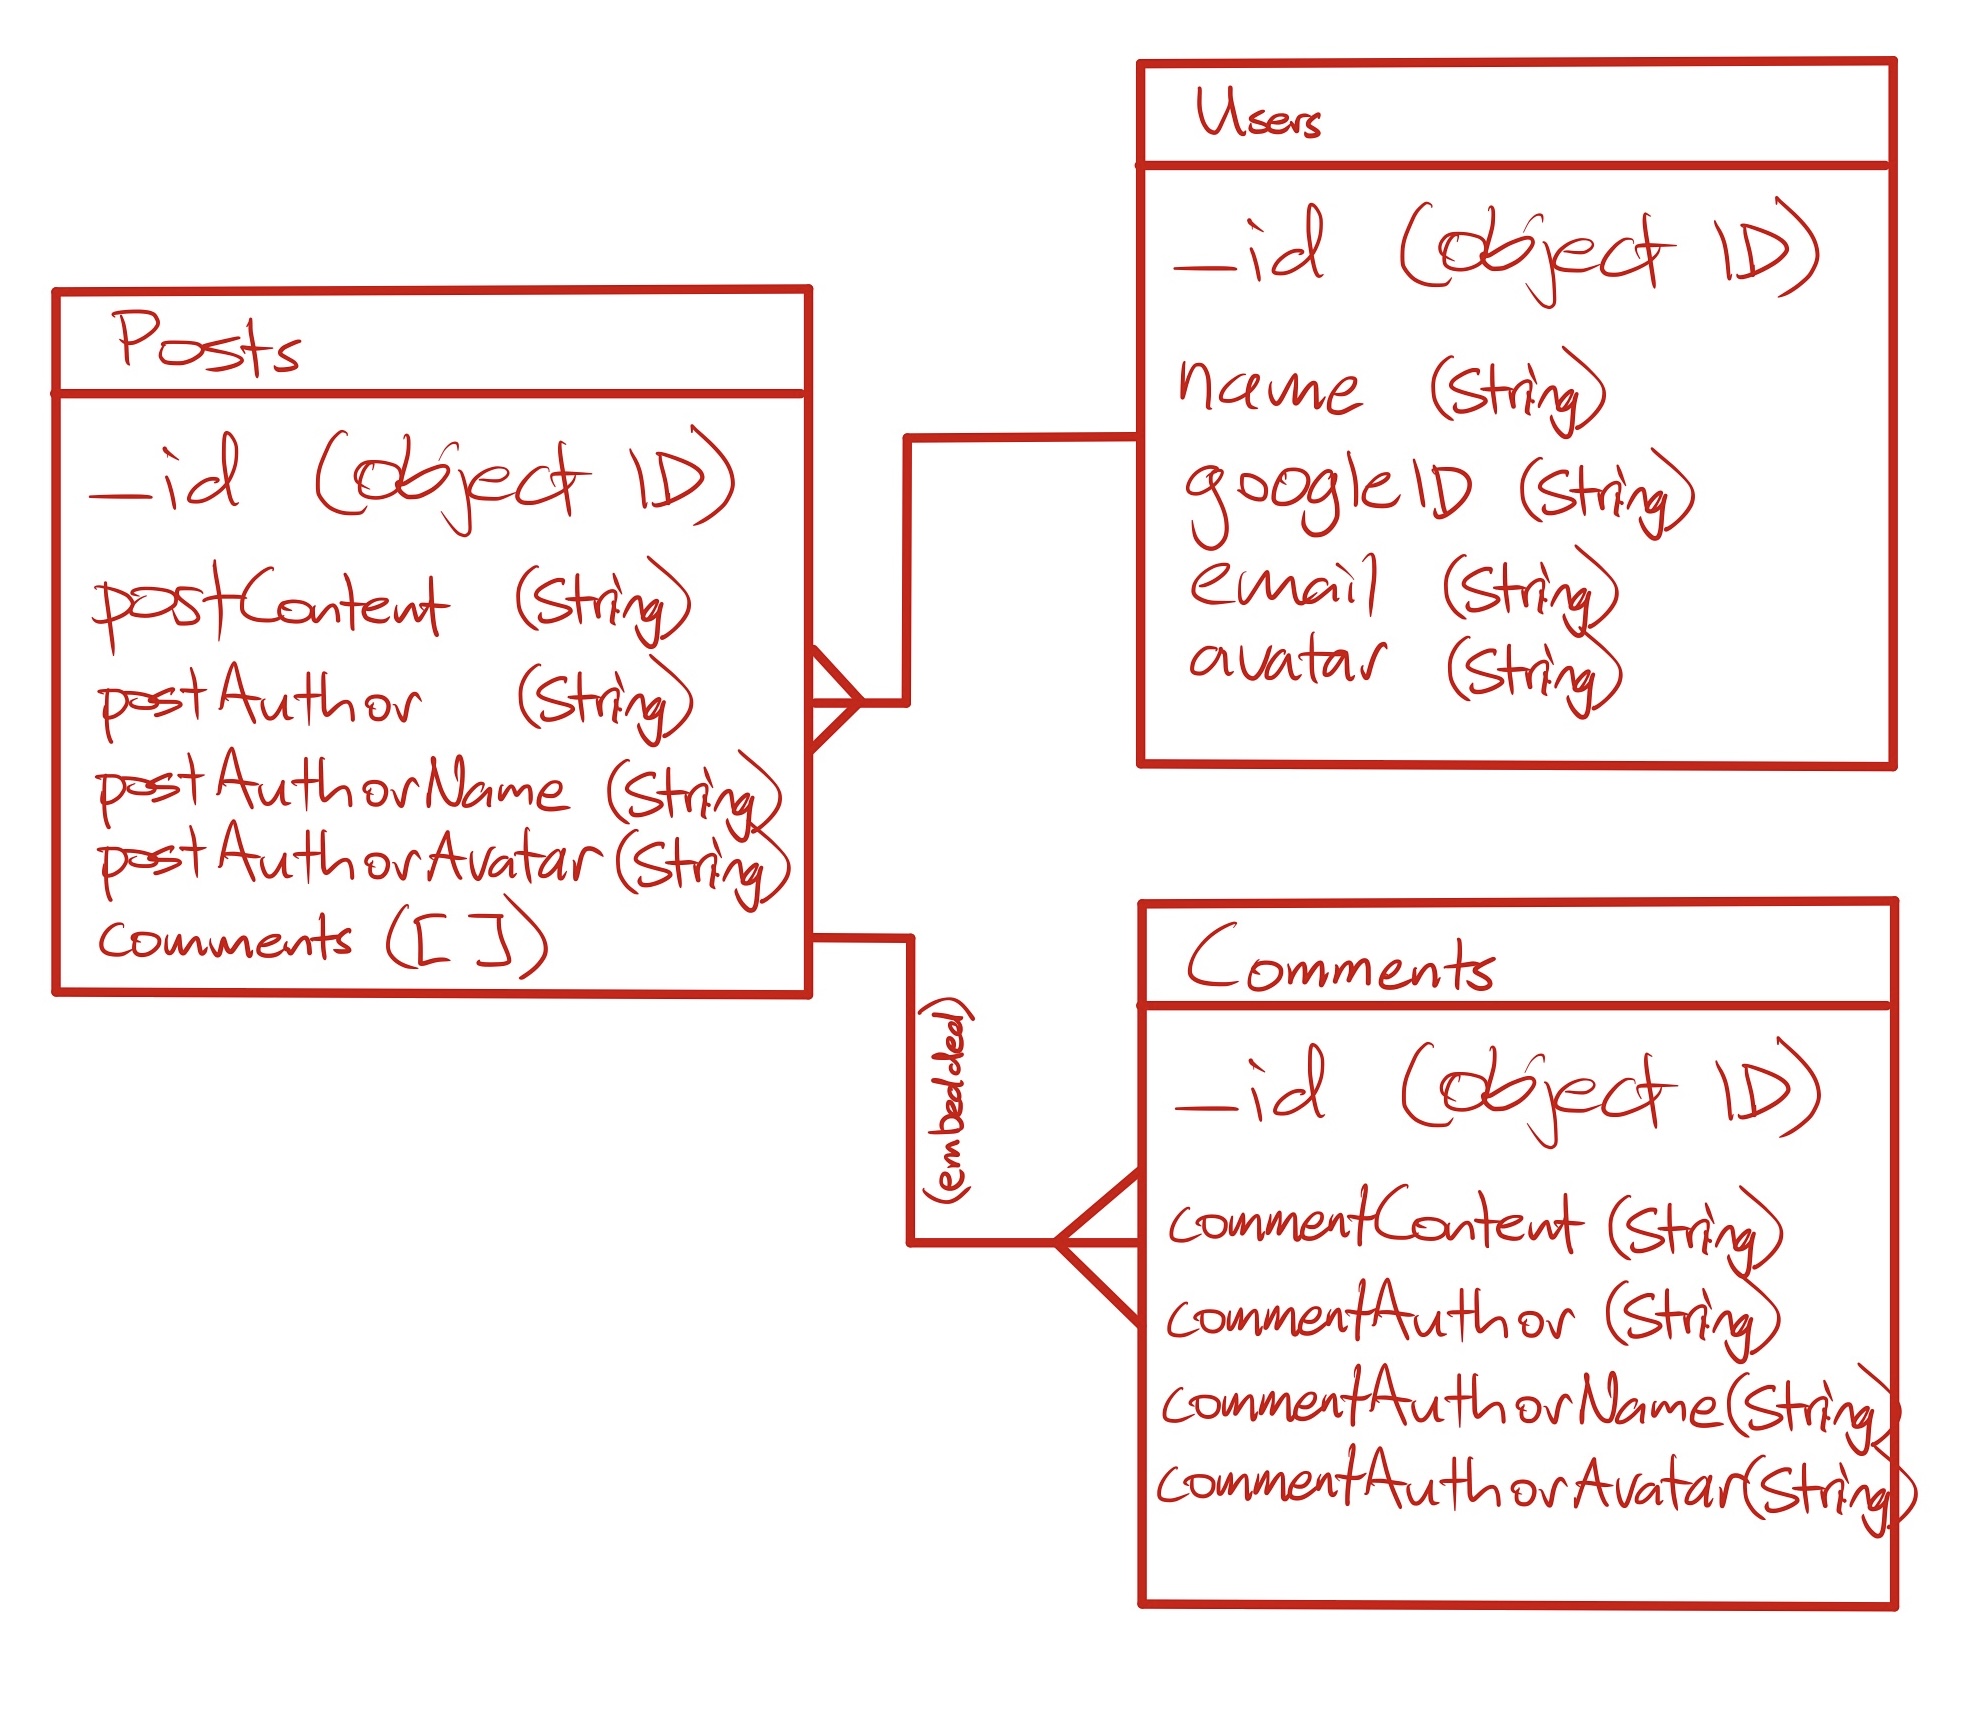 Users
_id (Object ID)
name (String)
googleID (String)
email (String)
avatar (String)
Posts
_id (Object ID)
postContent (String)
postAuthor (String)
postAuthorName (String)
postAuthorAvatar (String)
comments ([ ])
(embedded)
Comments
_id (Object ID)
commentContent (String)
commentAuthor (String)
commentAuthorName (String)
commentAuthorAvatar (String)